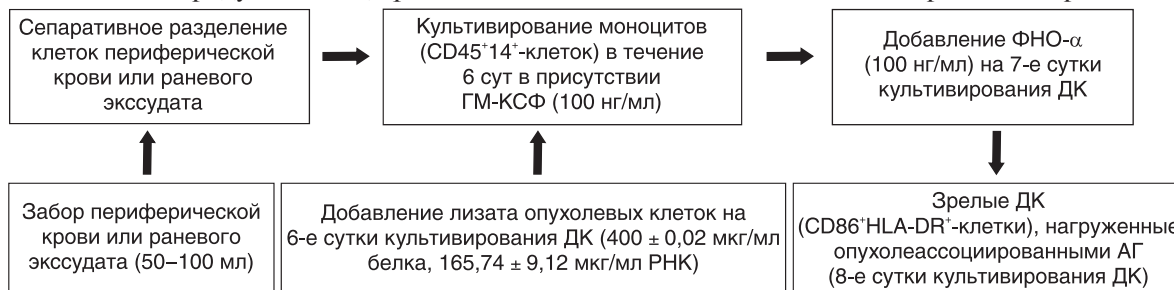 Сепаративное разделение
клеток периферической
крови или раневого
экссудата
Культивирование моноцитов
(CD45⁺14⁺-клеток) в течение
6 сут в присутствии
ГМ-КСФ (100 нг/мл)
Добавление ФНО-α
(100 нг/мл) на 7-е сутки
культивирования ДК
Забор периферической
крови или раневого
экссудата (50–100 мл)
Добавление лизата опухолевых клеток на
6-е сутки культивирования ДК (400 ± 0,02 мкг/мл
белка, 165,74 ± 9,12 мкг/мл РНК)
Зрелые ДК
(CD86⁺HLA-DR⁺-клетки), нагруженные
опухолеассоциированными АГ
(8-е сутки культивирования ДК)